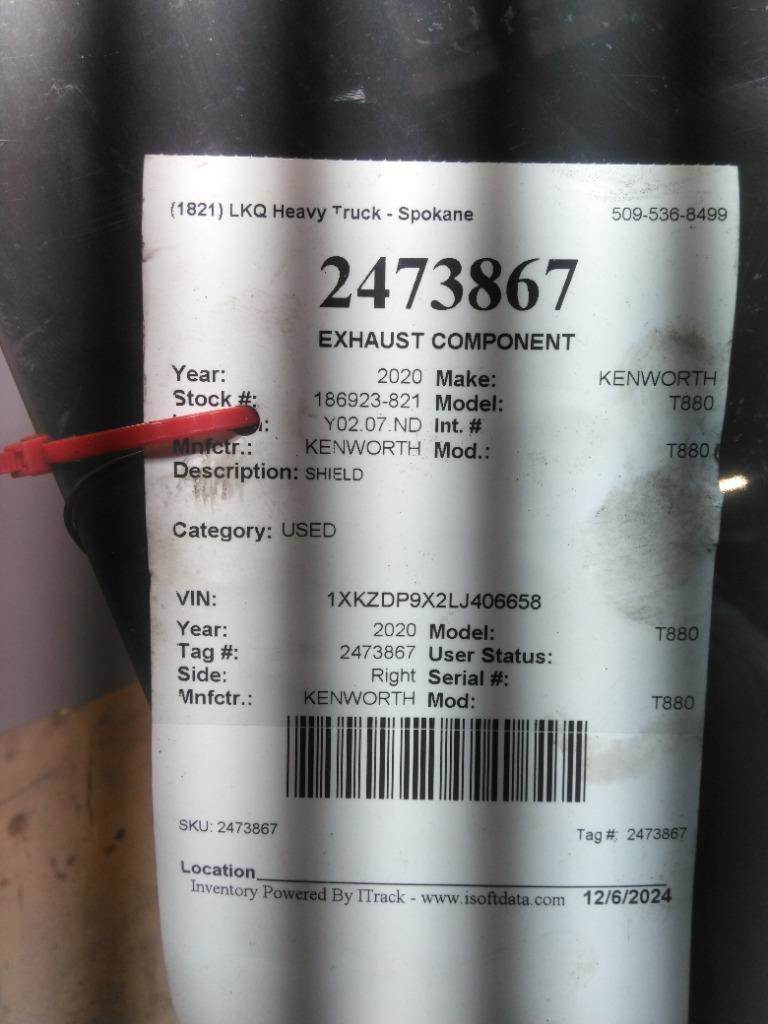 (1821) LKQ Heavy Truck - Spokane 509-536-8499
2473867
EXHAUST COMPONENT
Year: 2020 Make: KENWORTH
Stock #: 186923-821 Model: T880
Y02.07.ND Int. #
Mnfctr.: KENWORTH Mod.: T880
Description: SHIELD
Category: USED
VIN: 1XKZDP9X2LJ406658
Year: 2020 Model: T880
Tag #: 2473867 User Status:
Side: Right Serial #:
Mnfctr.: KENWORTH Mod: T880
SKU: 2473867 Tag #: 2473867
Location
Inventory Powered By ITrack - www.isoftdata.com 12/6/2024